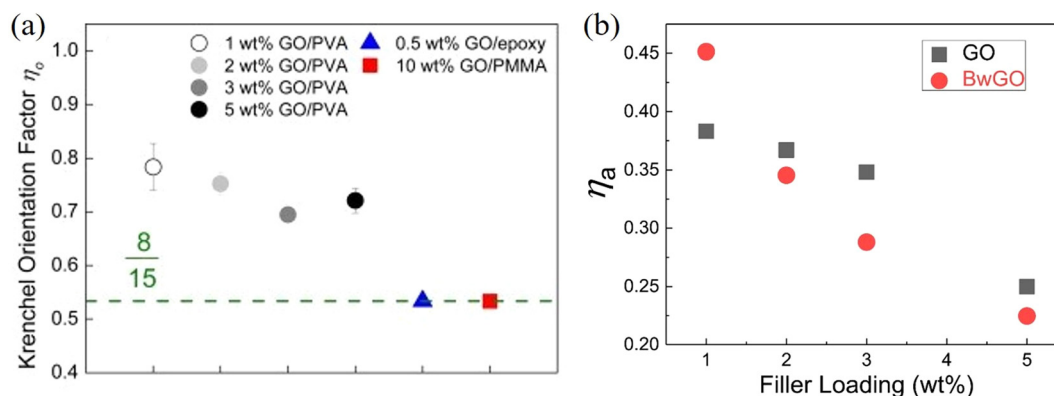 (a)
Krenchel Orientation Factor ηₒ
1.0
0.9
0.8
0.7
0.6
0.5
0.4
1 wt% GO/PVA
2 wt% GO/PVA
3 wt% GO/PVA
5 wt% GO/PVA
0.5 wt% GO/epoxy
10 wt% GO/PMMA
8
15
(b)
ηa
0.45
0.40
0.35
0.30
0.25
0.20
GO
BwGO
1 2 3 4 5
Filler Loading (wt%)